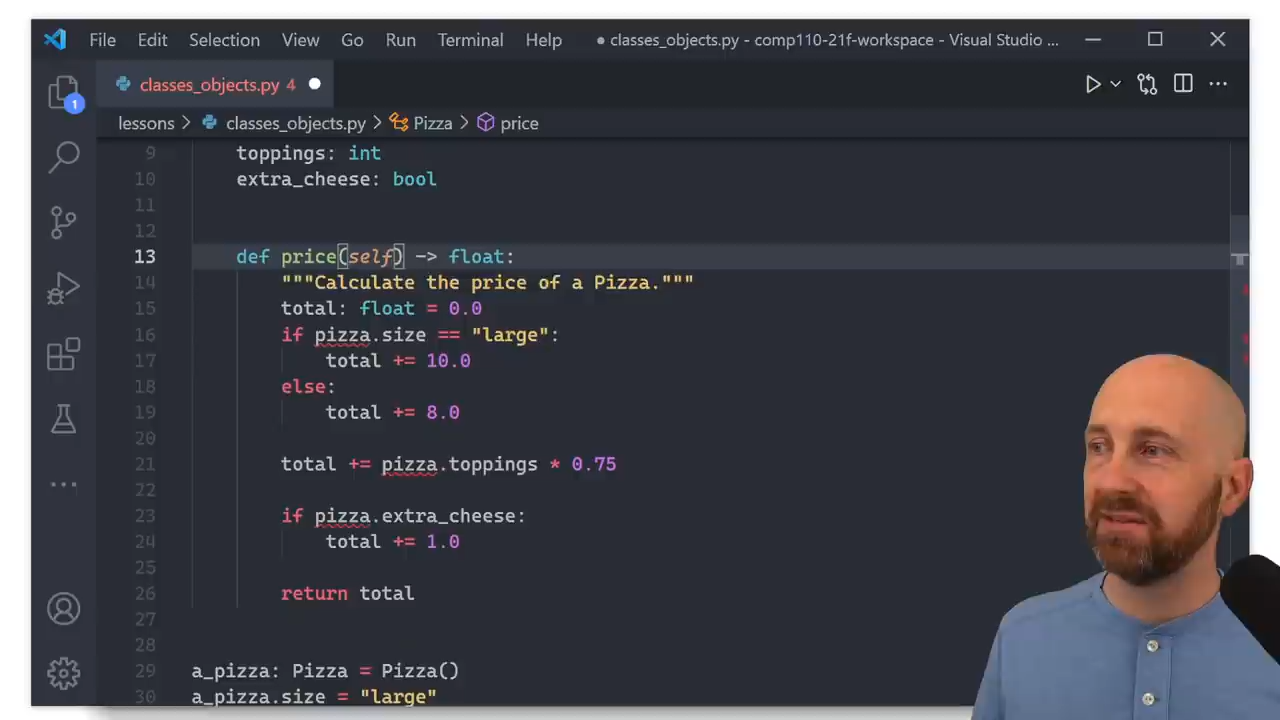 File Edit Selection View Go Run Terminal Help ● classes_objects.py - comp110-21f-workspace - Visual Studio ...
classes_objects.py 4
1
lessons > classes_objects.py > Pizza > price
9 toppings: int
10 extra_cheese: bool
11
12
13 def price(self) -> float:
14 """Calculate the price of a Pizza."""
15 total: float = 0.0
16 if pizza.size == "large":
17 total += 10.0
18 else:
19 total += 8.0
20
21 total += pizza.toppings * 0.75
22
23 if pizza.extra_cheese:
24 total += 1.0
25
26 return total
27
28
29 a_pizza: Pizza = Pizza()
30 a_pizza.size = "large"